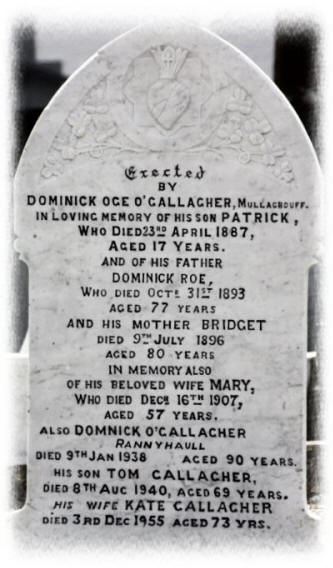 Erected
BY
DOMINICK OGE O'GALLAGHER, MULLAGHDUFF.
IN LOVING MEMORY OF HIS SON PATRICK,
WHO DIED 23RD APRIL 1887,
AGED 17 YEARS.
AND OF HIS FATHER
DOMINICK ROE,
WHO DIED OCTR 31ST 1893
AGED 77 YEARS
AND HIS MOTHER BRIDGET
DIED 9TH JULY 1896
AGED 80 YEARS
IN MEMORY ALSO
OF HIS BELOVED WIFE MARY,
WHO DIED DECR 16TH 1907,
AGED 57 YEARS.
ALSO DOMNICK O'GALLAGHER
RANNYHAULL
DIED 9TH JAN 1938 AGED 90 YEARS.
HIS SON TOM GALLAGHER,
DIED 8TH AUG 1940, AGED 69 YEARS.
HIS WIFE KATE GALLAGHER
DIED 3RD DEC 1955 AGED 73 YRS.